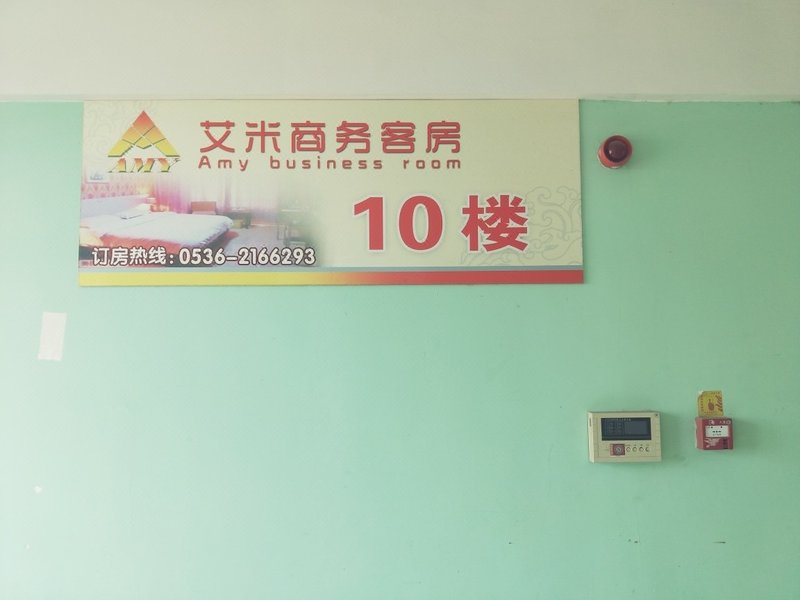 艾米商务客房
AMY
Amy business room
10楼
订房热线:0536-2166293